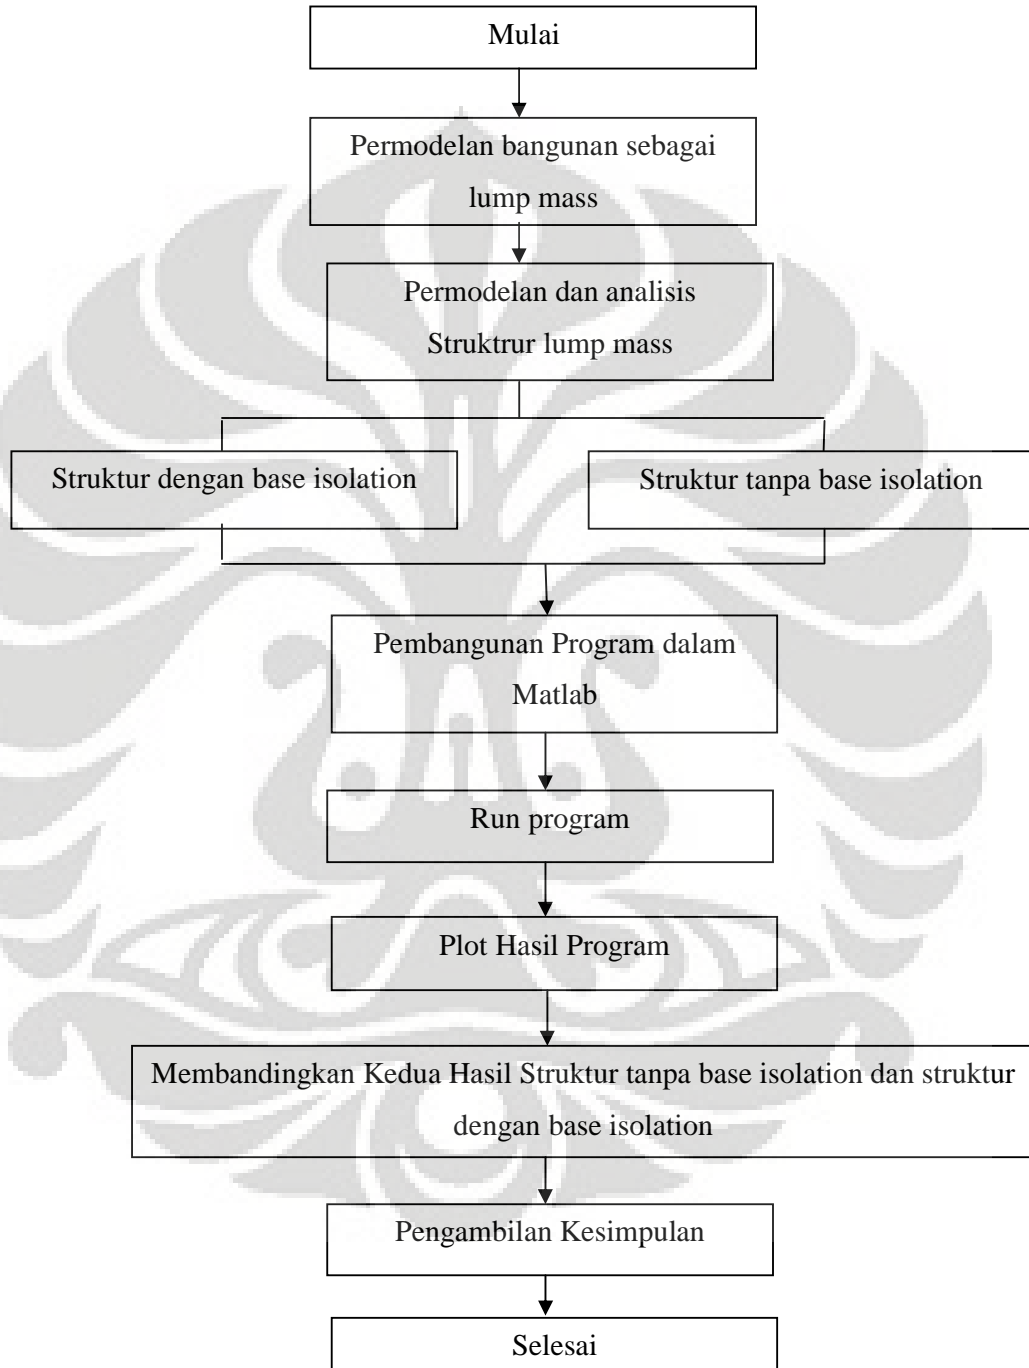 Mulai
Permodelan bangunan sebagai
lump mass
Permodelan dan analisis
Struktrur lump mass
Struktur dengan base isolation
Struktur tanpa base isolation
Pembangunan Program dalam
Matlab
Run program
Plot Hasil Program
Membandingkan Kedua Hasil Struktur tanpa base isolation dan struktur
dengan base isolation
Pengambilan Kesimpulan
Selesai